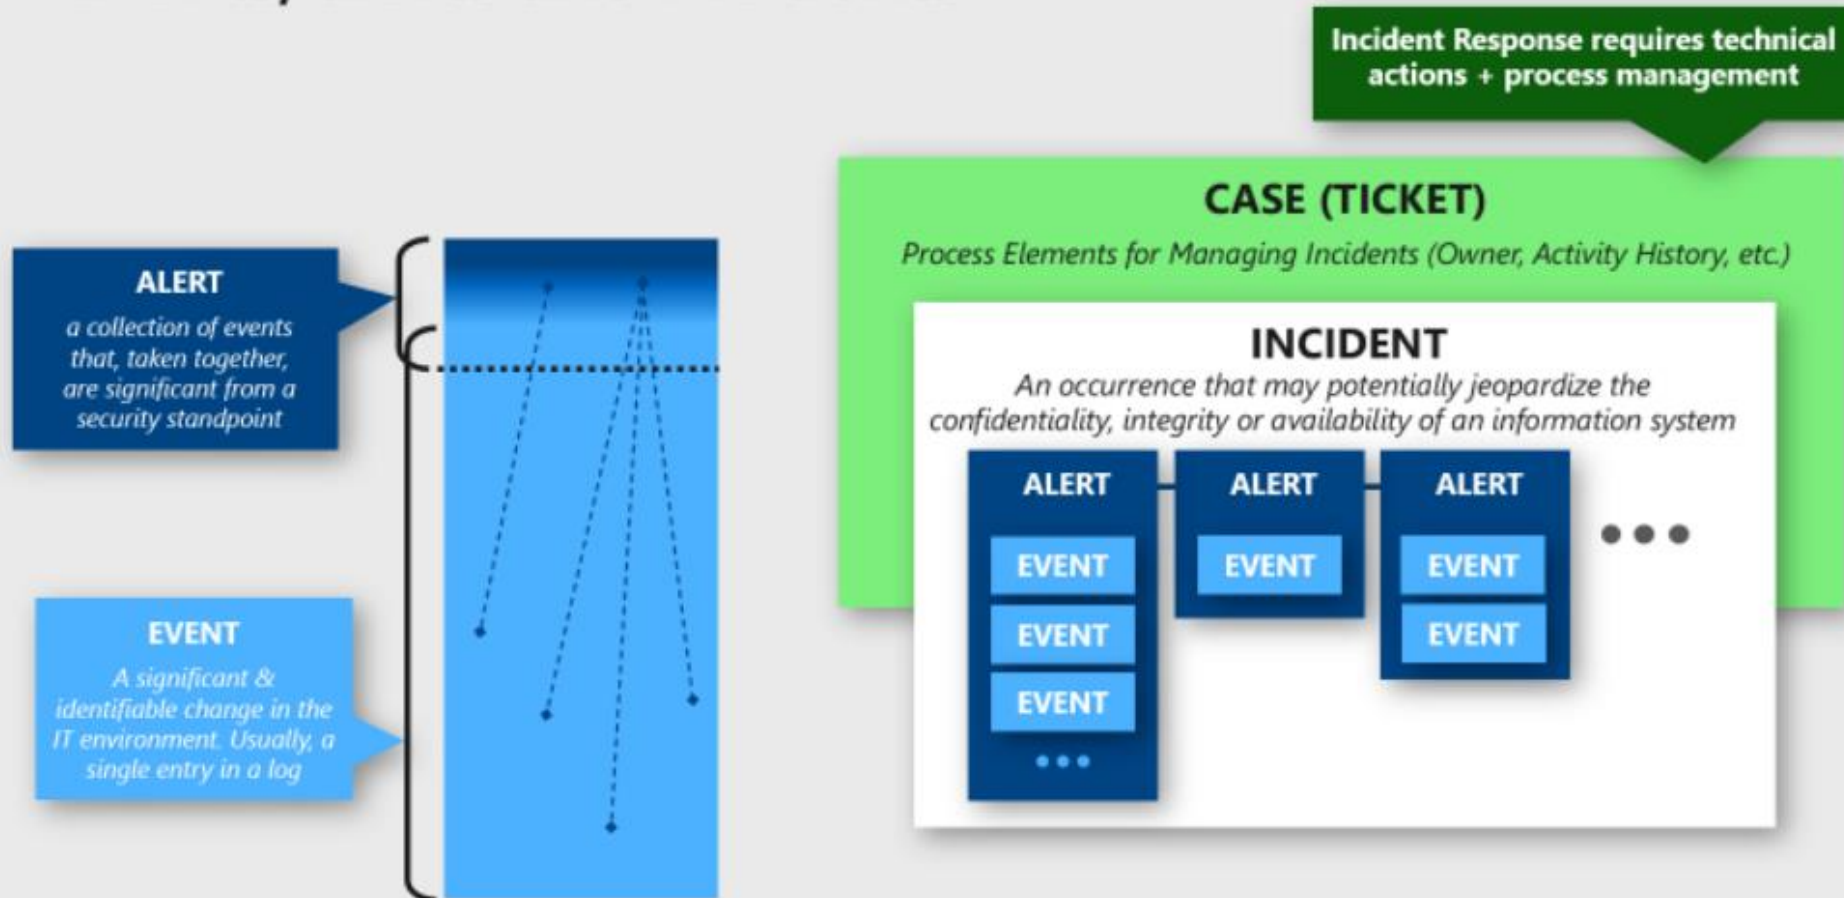 Incident Response requires technical
actions + process management
CASE (TICKET)
Process Elements for Managing Incidents (Owner, Activity History, etc.)
INCIDENT
An occurrence that may potentially jeopardize the
confidentiality, integrity or availability of an information system
ALERT
EVENT
EVENT
EVENT
ALERT
EVENT
ALERT
EVENT
EVENT
ALERT
a collection of events
that, taken together,
are significant from a
security standpoint
EVENT
A significant &
identifiable change in the
IT environment. Usually, a
single entry in a log